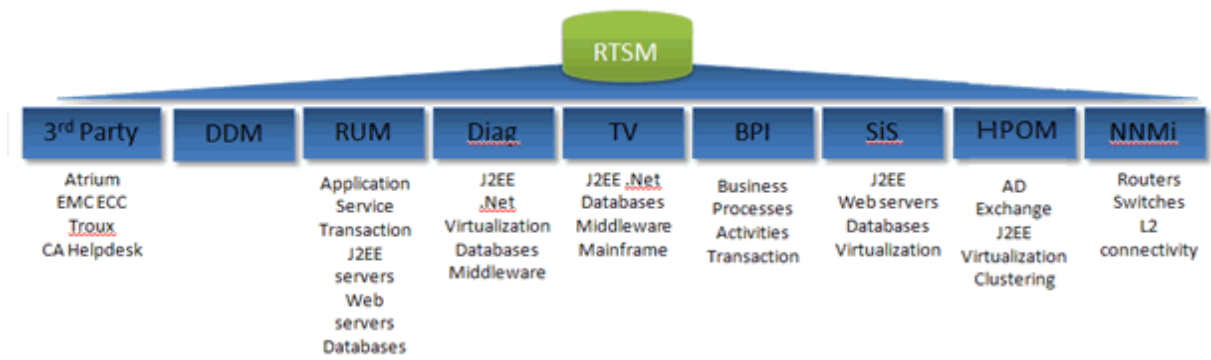 RTSM
3rd Party
Atrium
EMC ECC
Troux
CA Helpdesk
DDM
RUM
Application
Service
Transaction
J2EE
servers
Web
servers
Databases
Diag
J2EE
.Net
Virtualization
Databases
Middleware
TV
J2EE .Net
Databases
Middleware
Mainframe
BPI
Business
Processes
Activities
Transaction
SiS
J2EE
Web servers
Databases
Virtualization
HPOM
AD
Exchange
J2EE
Virtualization
Clustering
NNMi
Routers
Switches
L2
connectivity